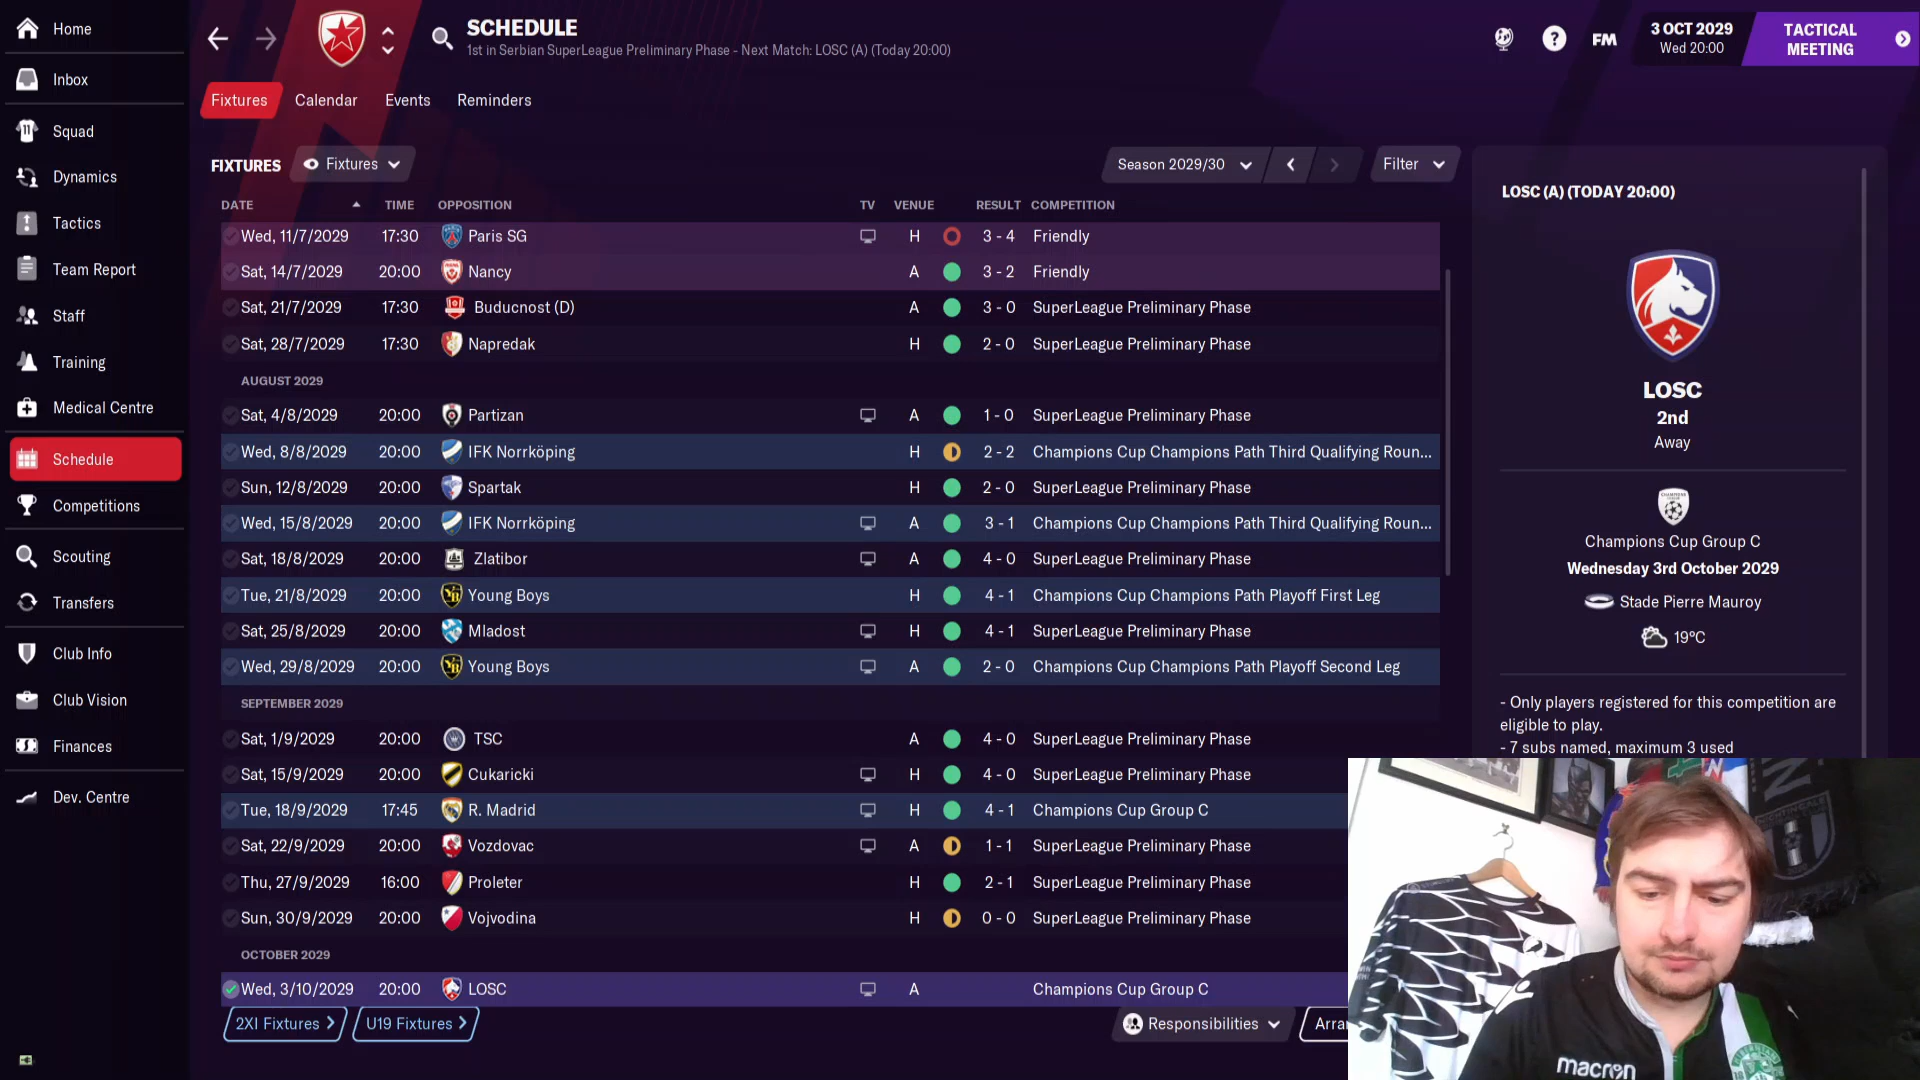 Home
Inbox
Squad
Dynamics
Tactics
Team Report
Staff
Training
Medical Centre
Schedule
Competitions
Scouting
Transfers
Club Info
Club Vision
Finances
Dev. Centre
SCHEDULE
1st in Serbian SuperLeague Preliminary Phase - Next Match: LOSC (A) (Today 20:00)
FM
3 OCT 2029
Wed 20:00
TACTICAL
MEETING
Fixtures Calendar Events Reminders
FIXTURES Fixtures Season 2029/30 Filter
DATE TIME OPPOSITION TV VENUE RESULT COMPETITION
Wed, 11/7/2029 17:30 Paris SG H 3 - 4 Friendly
Sat, 14/7/2029 20:00 Nancy A 3 - 2 Friendly
Sat, 21/7/2029 17:30 Buducnost (D) A 3 - 0 SuperLeague Preliminary Phase
Sat, 28/7/2029 17:30 Napredak H 2 - 0 SuperLeague Preliminary Phase
AUGUST 2029
Sat, 4/8/2029 20:00 Partizan A 1 - 0 SuperLeague Preliminary Phase
Wed, 8/8/2029 20:00 IFK Norrköping H 2 - 2 Champions Cup Champions Path Third Qualifying Roun...
Sun, 12/8/2029 20:00 Spartak H 2 - 0 SuperLeague Preliminary Phase
Wed, 15/8/2029 20:00 IFK Norrköping A 3 - 1 Champions Cup Champions Path Third Qualifying Roun...
Sat, 18/8/2029 20:00 Zlatibor A 4 - 0 SuperLeague Preliminary Phase
Tue, 21/8/2029 20:00 Young Boys H 4 - 1 Champions Cup Champions Path Playoff First Leg
Sat, 25/8/2029 20:00 Mladost H 4 - 1 SuperLeague Preliminary Phase
Wed, 29/8/2029 20:00 Young Boys A 2 - 0 Champions Cup Champions Path Playoff Second Leg
SEPTEMBER 2029
Sat, 1/9/2029 20:00 TSC A 4 - 0 SuperLeague Preliminary Phase
Sat, 15/9/2029 20:00 Cukaricki H 4 - 0 SuperLeague Preliminary Phase
Tue, 18/9/2029 17:45 R. Madrid H 4 - 1 Champions Cup Group C
Sat, 22/9/2029 20:00 Vozdovac A 1 - 1 SuperLeague Preliminary Phase
Thu, 27/9/2029 16:00 Proleter H 2 - 1 SuperLeague Preliminary Phase
Sun, 30/9/2029 20:00 Vojvodina H 0 - 0 SuperLeague Preliminary Phase
OCTOBER 2029
Wed, 3/10/2029 20:00 LOSC A Champions Cup Group C
2XI Fixtures U19 Fixtures Responsibilities Arra
LOSC (A) (TODAY 20:00)
LOSC
2nd
Away
Champions Cup Group C
Wednesday 3rd October 2029
Stade Pierre Mauroy
19°C
- Only players registered for this competition are
eligible to play.
- 7 subs named, maximum 3 used
macron